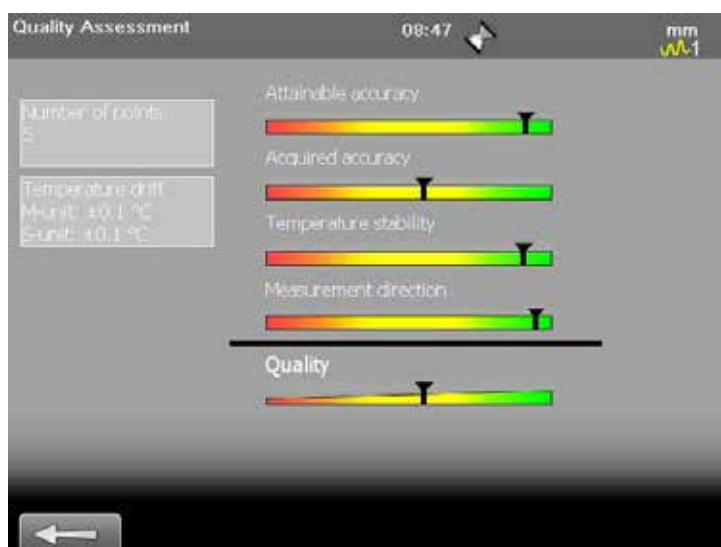 Quality Assessment
08:47
mm
1
Number of points:
5
Temperature drift
M-unit: ±0.1 °C
S-unit: ±0.1 °C
Attainable accuracy
Acquired accuracy
Temperature stability
Measurement direction
Quality